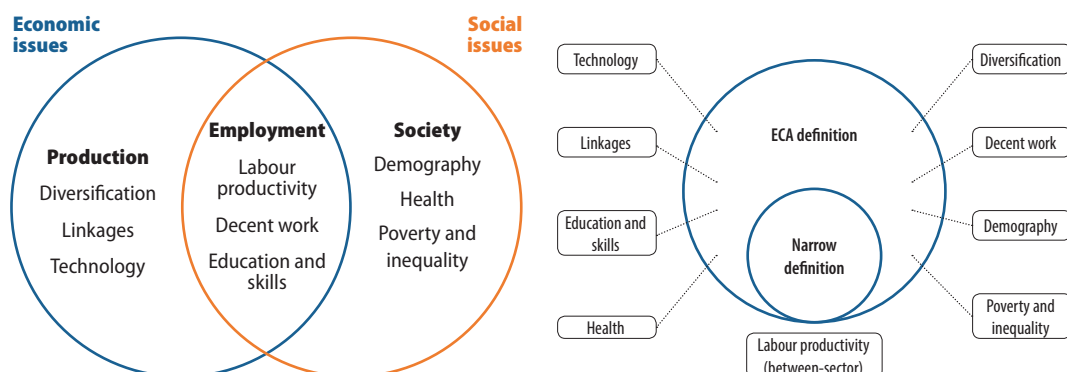 Economic
issues
Social
issues
Production
Diversification
Linkages
Technology
Employment
Labour
productivity
Decent work
Education and
skills
Society
Demography
Health
Poverty and
inequality
Technology
Linkages
Education and
skills
Health
ECA definition
Narrow
definition
Labour productivity
(between-sector)
Diversification
Decent work
Demography
Poverty and
inequality